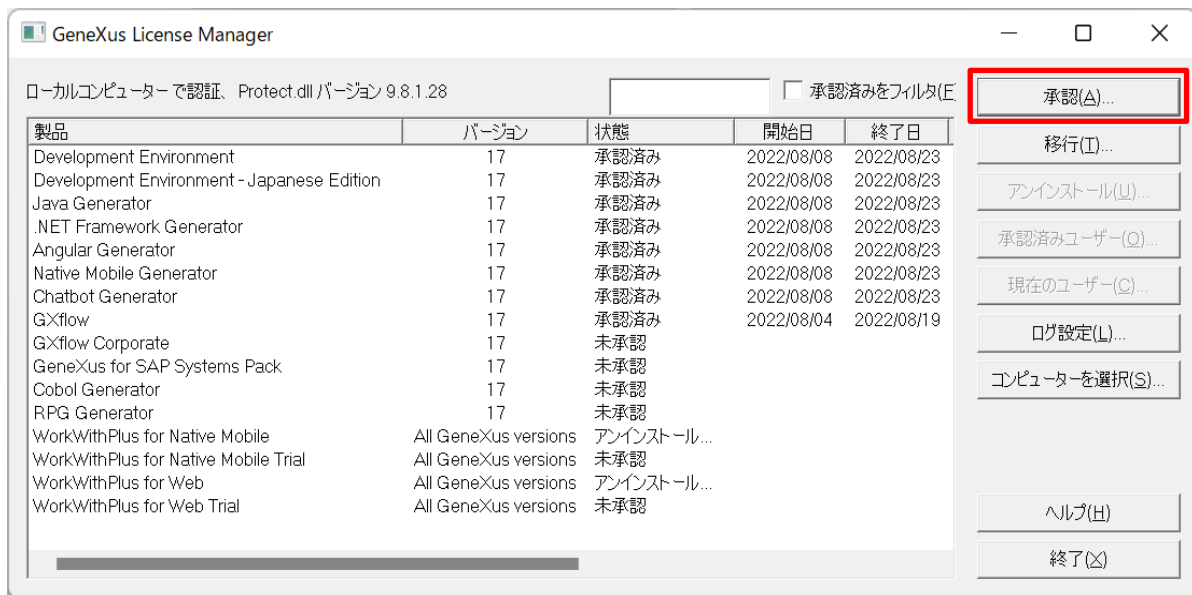 GeneXus License Manager
ローカルコンピューター で認証、 Protect.dll バージョン 9.8.1.28
承認済みをフィルタ(F
承認(A)...
製品 バージョン 状態 開始日 終了日
移行(T)...
Development Environment 17 承認済み 2022/08/08 2022/08/23
Development Environment - Japanese Edition 17 承認済み 2022/08/08 2022/08/23
アンインストール(U)...
Java Generator 17 承認済み 2022/08/08 2022/08/23
.NET Framework Generator 17 承認済み 2022/08/08 2022/08/23
承認済みユーザー(O)...
Angular Generator 17 承認済み 2022/08/08 2022/08/23
Native Mobile Generator 17 承認済み 2022/08/08 2022/08/23
現在のユーザー(C)...
Chatbot Generator 17 承認済み 2022/08/08 2022/08/23
GXflow 17 承認済み 2022/08/04 2022/08/19
ログ設定(L)...
GXflow Corporate 17 未承認
GeneXus for SAP Systems Pack 17 未承認
コンピューターを選択(S)...
Cobol Generator 17 未承認
RPG Generator 17 未承認
WorkWithPlus for Native Mobile All GeneXus versions アンインストール...
WorkWithPlus for Native Mobile Trial All GeneXus versions 未承認
WorkWithPlus for Web All GeneXus versions アンインストール...
WorkWithPlus for Web Trial All GeneXus versions 未承認
ヘルプ(H)
終了(X)